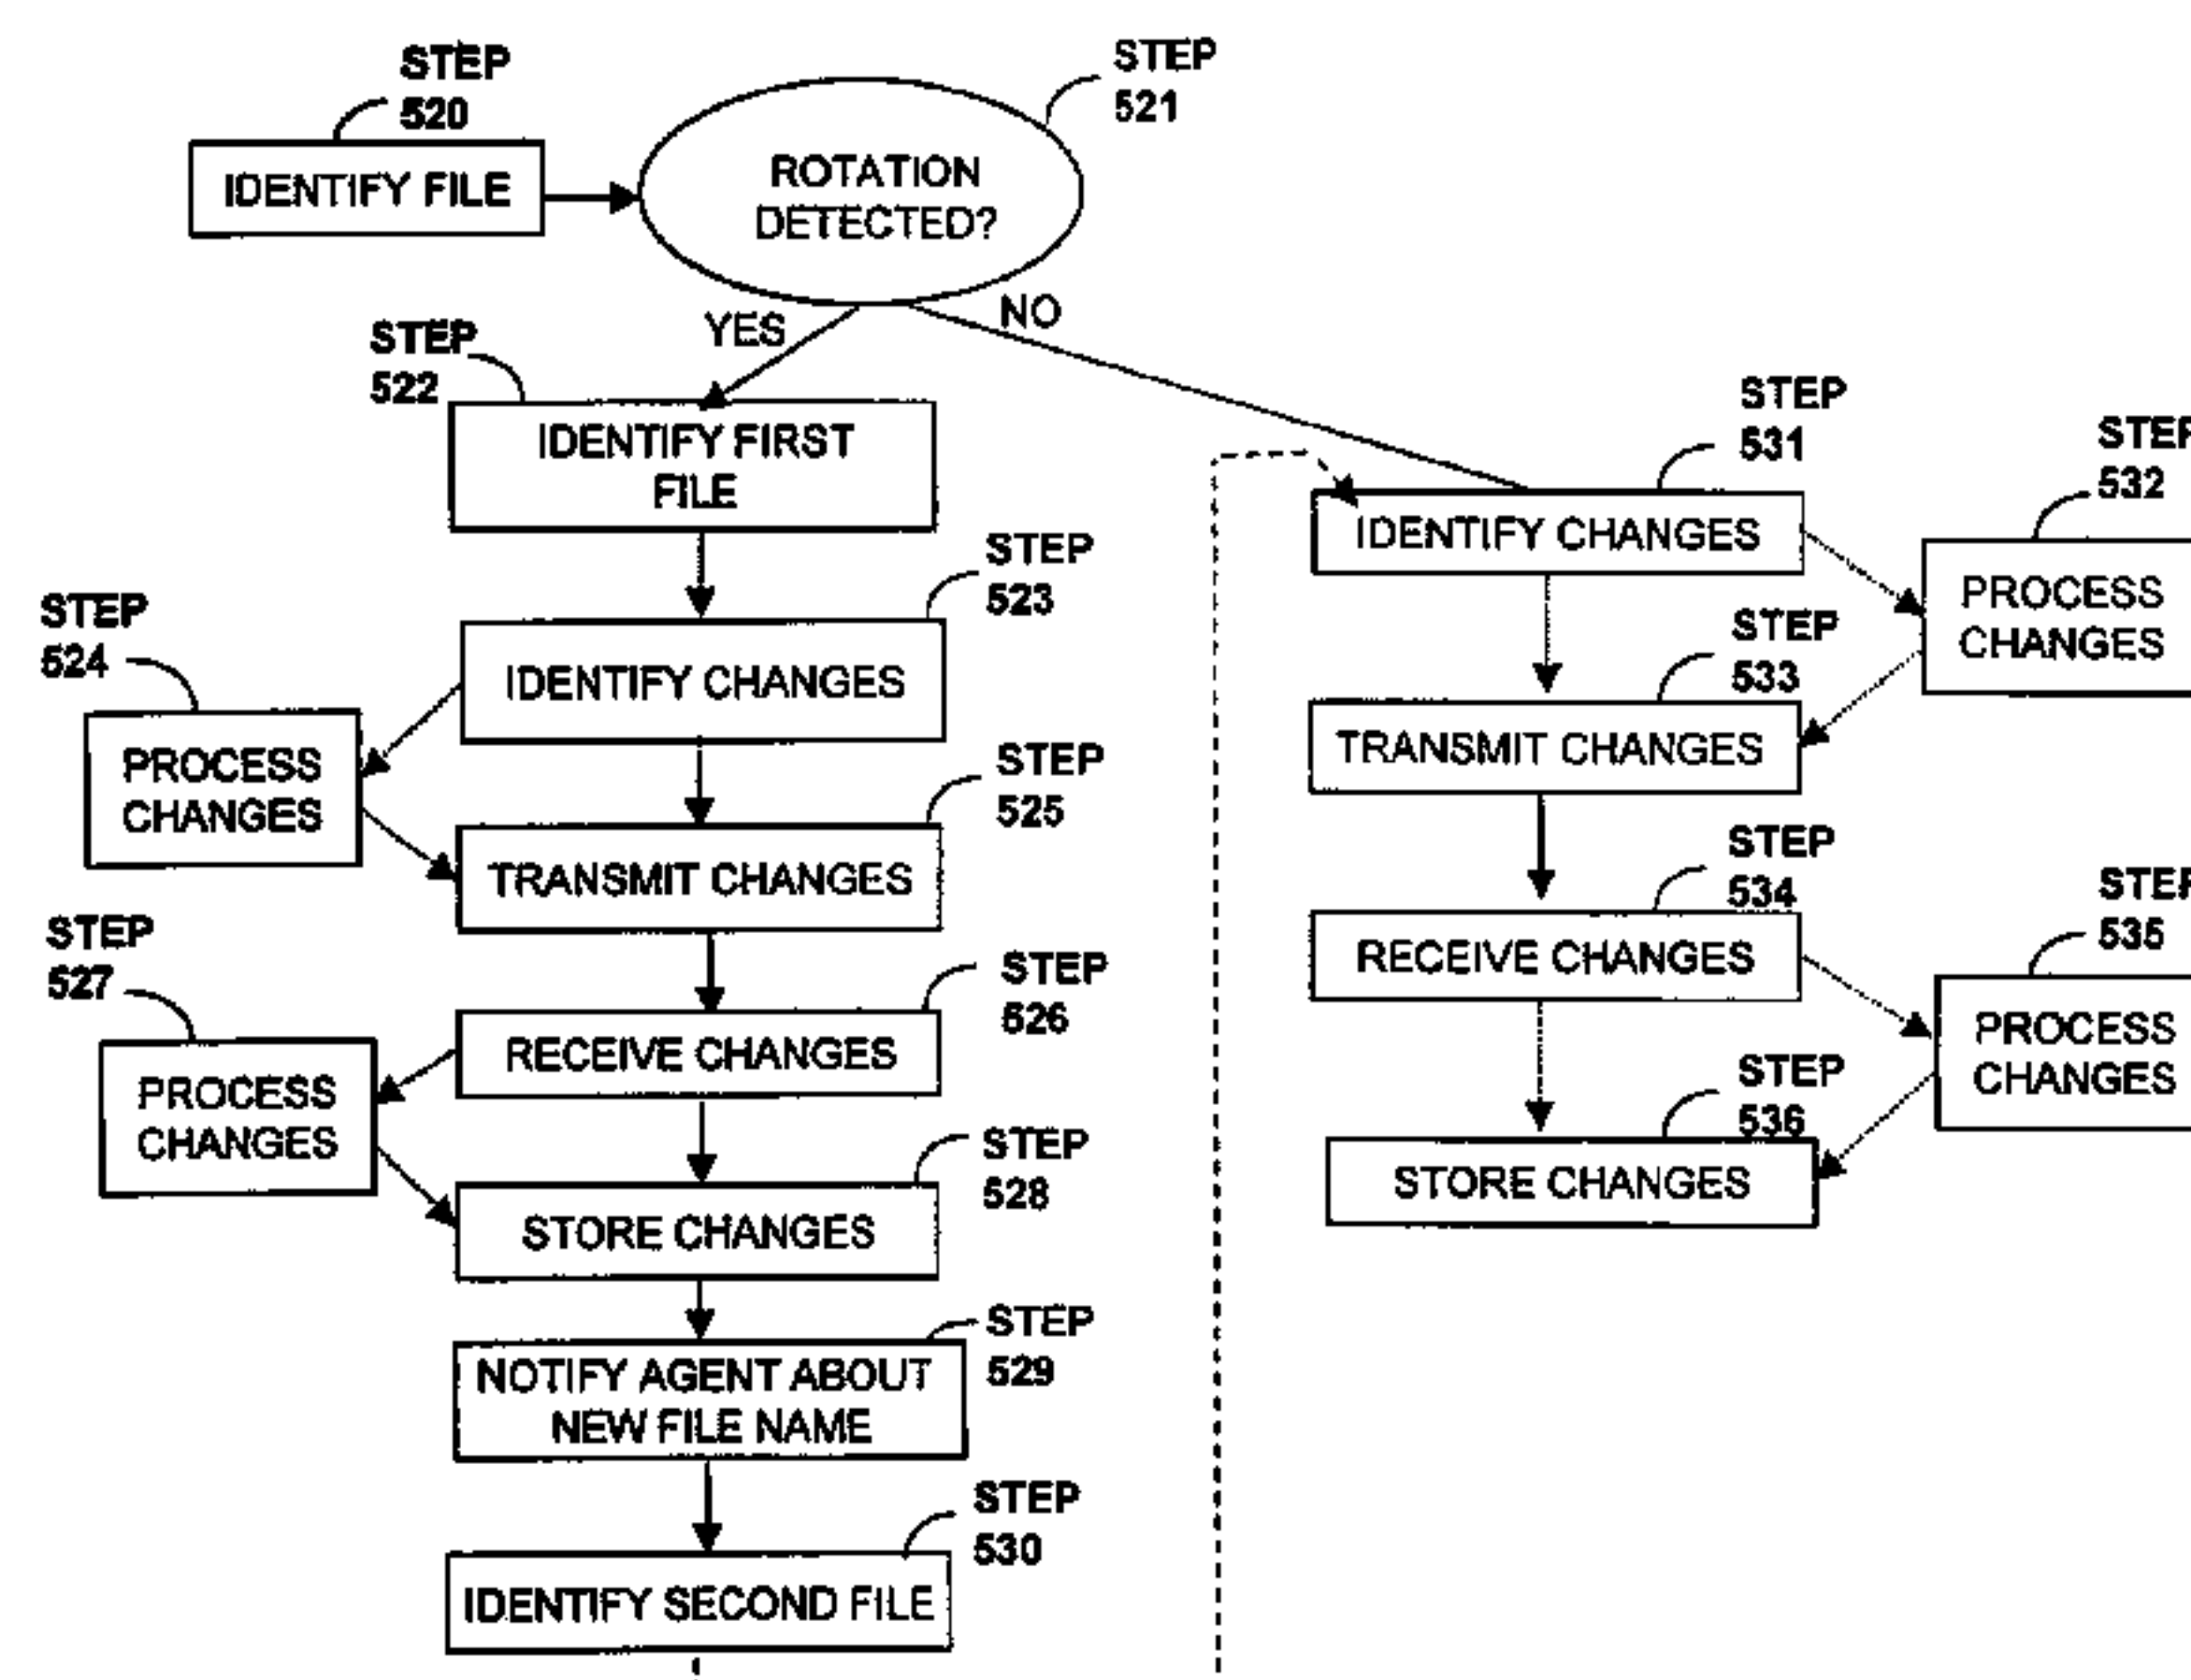 STEP
520
IDENTIFY FILE
STEP
521
ROTATION
DETECTED?
YES
NO
STEP
522
IDENTIFY FIRST
FILE
STEP
523
IDENTIFY CHANGES
STEP
524
PROCESS
CHANGES
STEP
525
TRANSMIT CHANGES
STEP
526
RECEIVE CHANGES
STEP
527
PROCESS
CHANGES
STEP
528
STORE CHANGES
STEP
529
NOTIFY AGENT ABOUT
NEW FILE NAME
STEP
530
IDENTIFY SECOND FILE
STEP
531
IDENTIFY CHANGES
STEP
532
PROCESS
CHANGES
STEP
533
TRANSMIT CHANGES
STEP
534
RECEIVE CHANGES
STEP
535
PROCESS
CHANGES
STEP
536
STORE CHANGES